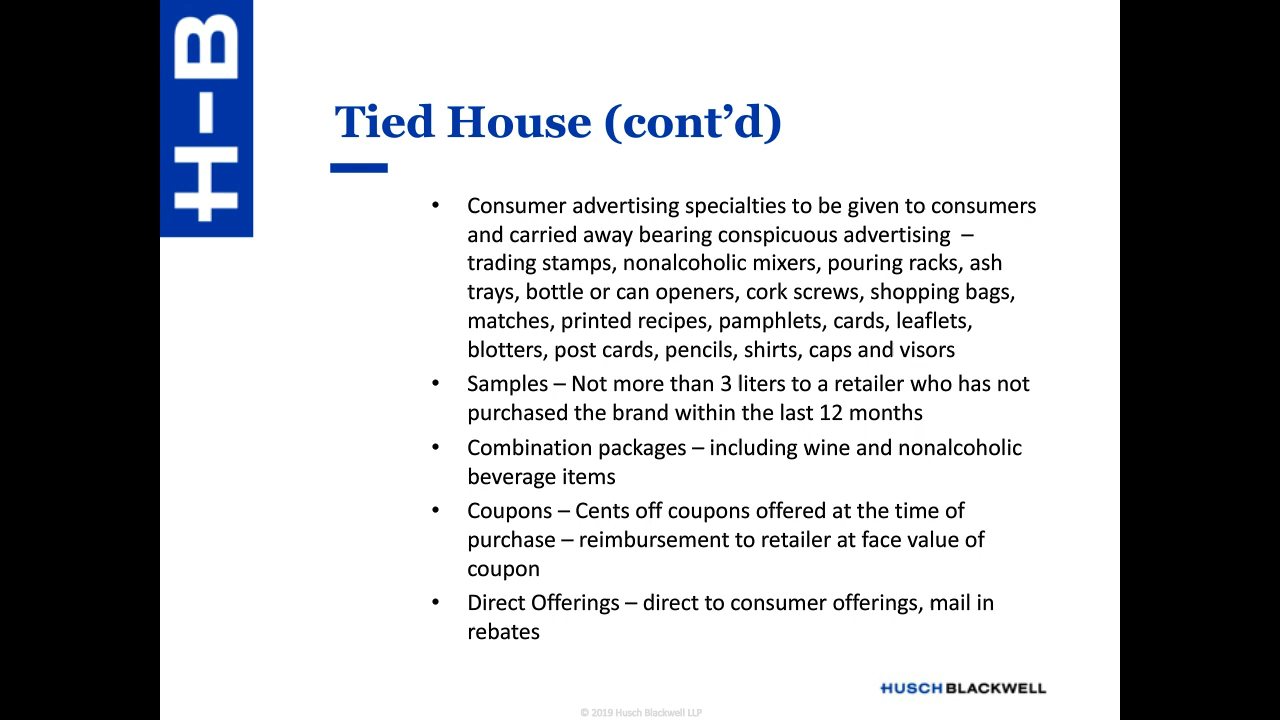 H-B
Tied House (cont’d)
• Consumer advertising specialties to be given to consumers
and carried away bearing conspicuous advertising –
trading stamps, nonalcoholic mixers, pouring racks, ash
trays, bottle or can openers, cork screws, shopping bags,
matches, printed recipes, pamphlets, cards, leaflets,
blotters, post cards, pencils, shirts, caps and visors
• Samples – Not more than 3 liters to a retailer who has not
purchased the brand within the last 12 months
• Combination packages – including wine and nonalcoholic
beverage items
• Coupons – Cents off coupons offered at the time of
purchase – reimbursement to retailer at face value of
coupon
• Direct Offerings – direct to consumer offerings, mail in
rebates
HUSCH BLACKWELL
© 2019 Husch Blackwell LLP